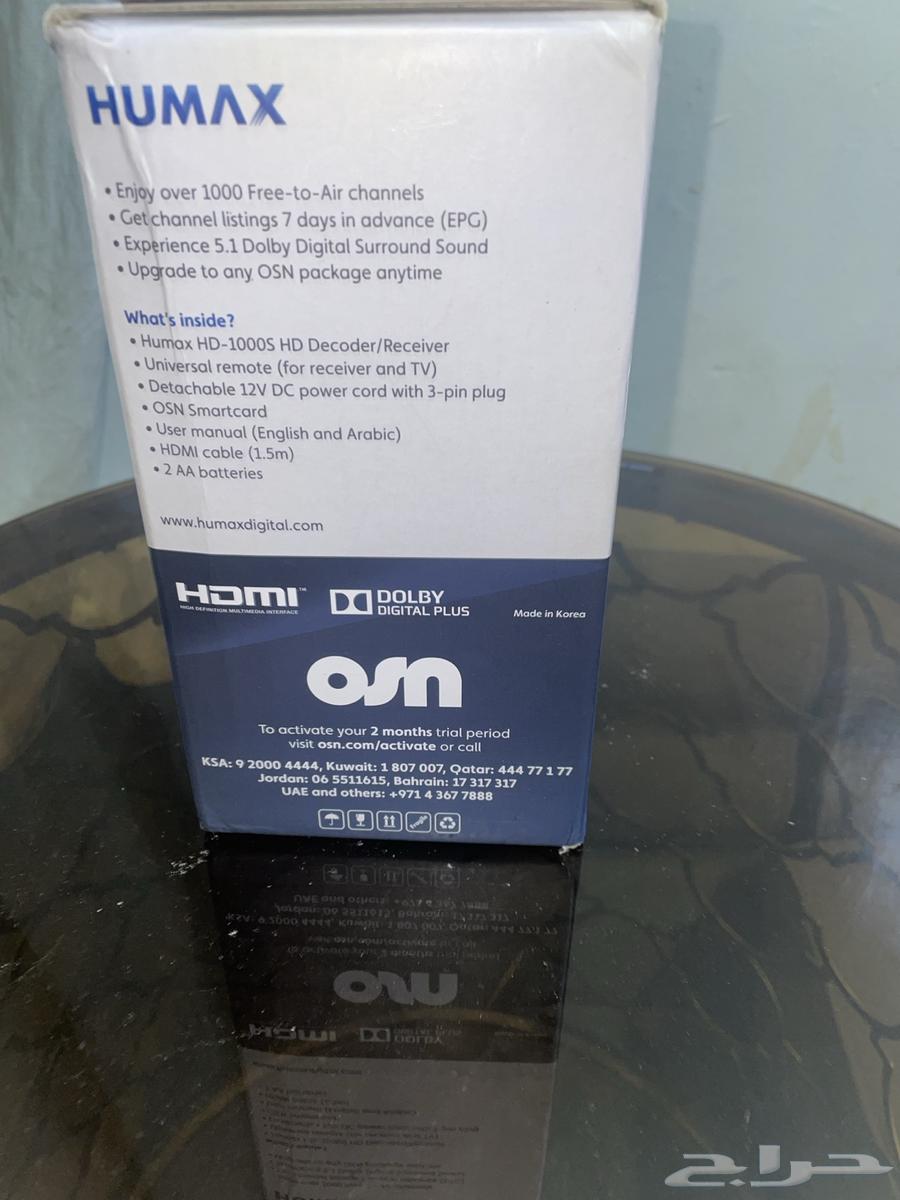 HUMAX
• Enjoy over 1000 Free-to-Air channels
• Get channel listings 7 days in advance (EPG)
• Experience 5.1 Dolby Digital Surround Sound
• Upgrade to any OSN package anytime
What's inside?
• Humax HD-1000S HD Decoder/Receiver
• Universal remote (for receiver and TV)
• Detachable 12V DC power cord with 3-pin plug
• OSN Smartcard
• User manual (English and Arabic)
• HDMI cable (1.5m)
• 2 AA batteries
www.humaxdigital.com
HDMI™
HIGH DEFINITION MULTIMEDIA INTERFACE
DOLBY
DIGITAL PLUS
Made in Korea
osn
To activate your 2 months trial period
visit osn.com/activate or call
KSA: 9 2000 4444, Kuwait: 1 807 007, Qatar: 444 77 1 77
Jordan: 06 5511615, Bahrain: 17 317 317
UAE and others: +971 4 367 7888
حراج